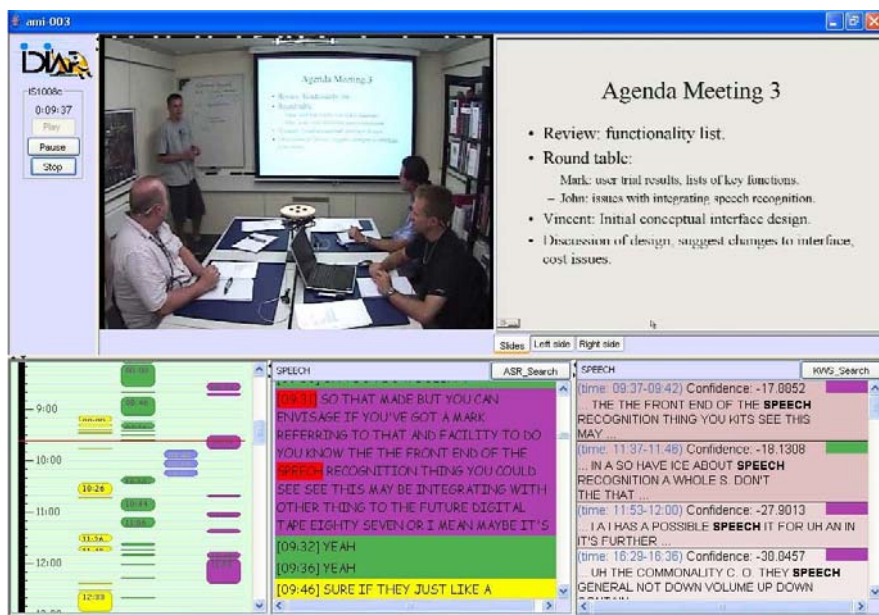 ami-003
IDIAP
IS1008c
0:09:37
Play
Pause
Stop
Agenda Meeting 3
Agenda Meeting 3
• Review: functionality list.
• Round table:
Mark: user trial results, lists of key functions.
– John: issues with integrating speech recognition.
• Vincent: Initial conceptual interface design.
• Discussion of design, suggest changes to interface,
cost issues.
Slides
Left side
Right side
9:00
10:00
11:00
12:00
10:26
12:33
SPEECH
ASR_Search
[09:31] SO THAT MADE BUT YOU CAN
ENVISAGE IF YOU'VE GOT A MARK
REFERRING TO THAT AND FACILITY TO DO
YOU KNOW THE THE FRONT END OF THE
SPEECH RECOGNITION THING YOU COULD
SEE SEE THIS MAY BE INTEGRATING WITH
OTHER THING TO THE FUTURE DIGITAL
TAPE EIGHTY SEVEN OR I MEAN MAYBE IT'S
[09:32] YEAH
[09:36] YEAH
[09:46] SURE IF THEY JUST LIKE A
SPEECH
KWS_Search
(time: 09:37-09:42) Confidence: -17.0852
... THE THE FRONT END OF THE SPEECH
RECOGNITION THING YOU KITS SEE THIS
MAY ...
(time: 11:37-11:46) Confidence: -18.1308
... IN A SO HAVE ICE ABOUT SPEECH
RECOGNITION A WHOLE S. DON'T
THE THAT ...
(time: 11:53-12:00) Confidence: -27.9013
... I A I HAS A POSSIBLE SPEECH IT FOR UH AN IN
IT'S FURTHER ...
(time: 16:29-16:36) Confidence: -30.0457
... UH THE COMMONALITY C. O. THEY SPEECH
GENERAL NOT DOWN VOLUME UP DOWN